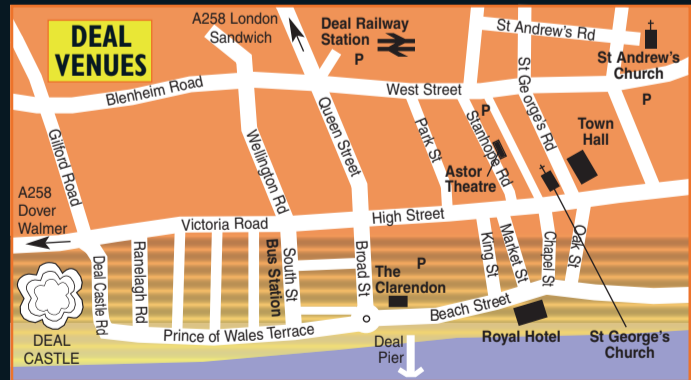 DEAL
VENUES
A258 London
Sandwich
Deal Railway
Station
P
St Andrew's Rd
St Andrew's
Church
P
Blenheim Road
West Street
St George's Rd
Gilford Road
Wellington Rd
Queen Street
Park St
P
Stanhope Rd
Town
Hall
Astor
Theatre
A258
Dover
Walmer
Victoria Road
High Street
Deal Castle Rd
Ranelagh Rd
Bus Station
South St
Broad St
King St
Market St
Chapel St
Oak St
P
The
Clarendon
Beach Street
Prince of Wales Terrace
DEAL
CASTLE
Deal
Pier
Royal Hotel
St George's
Church